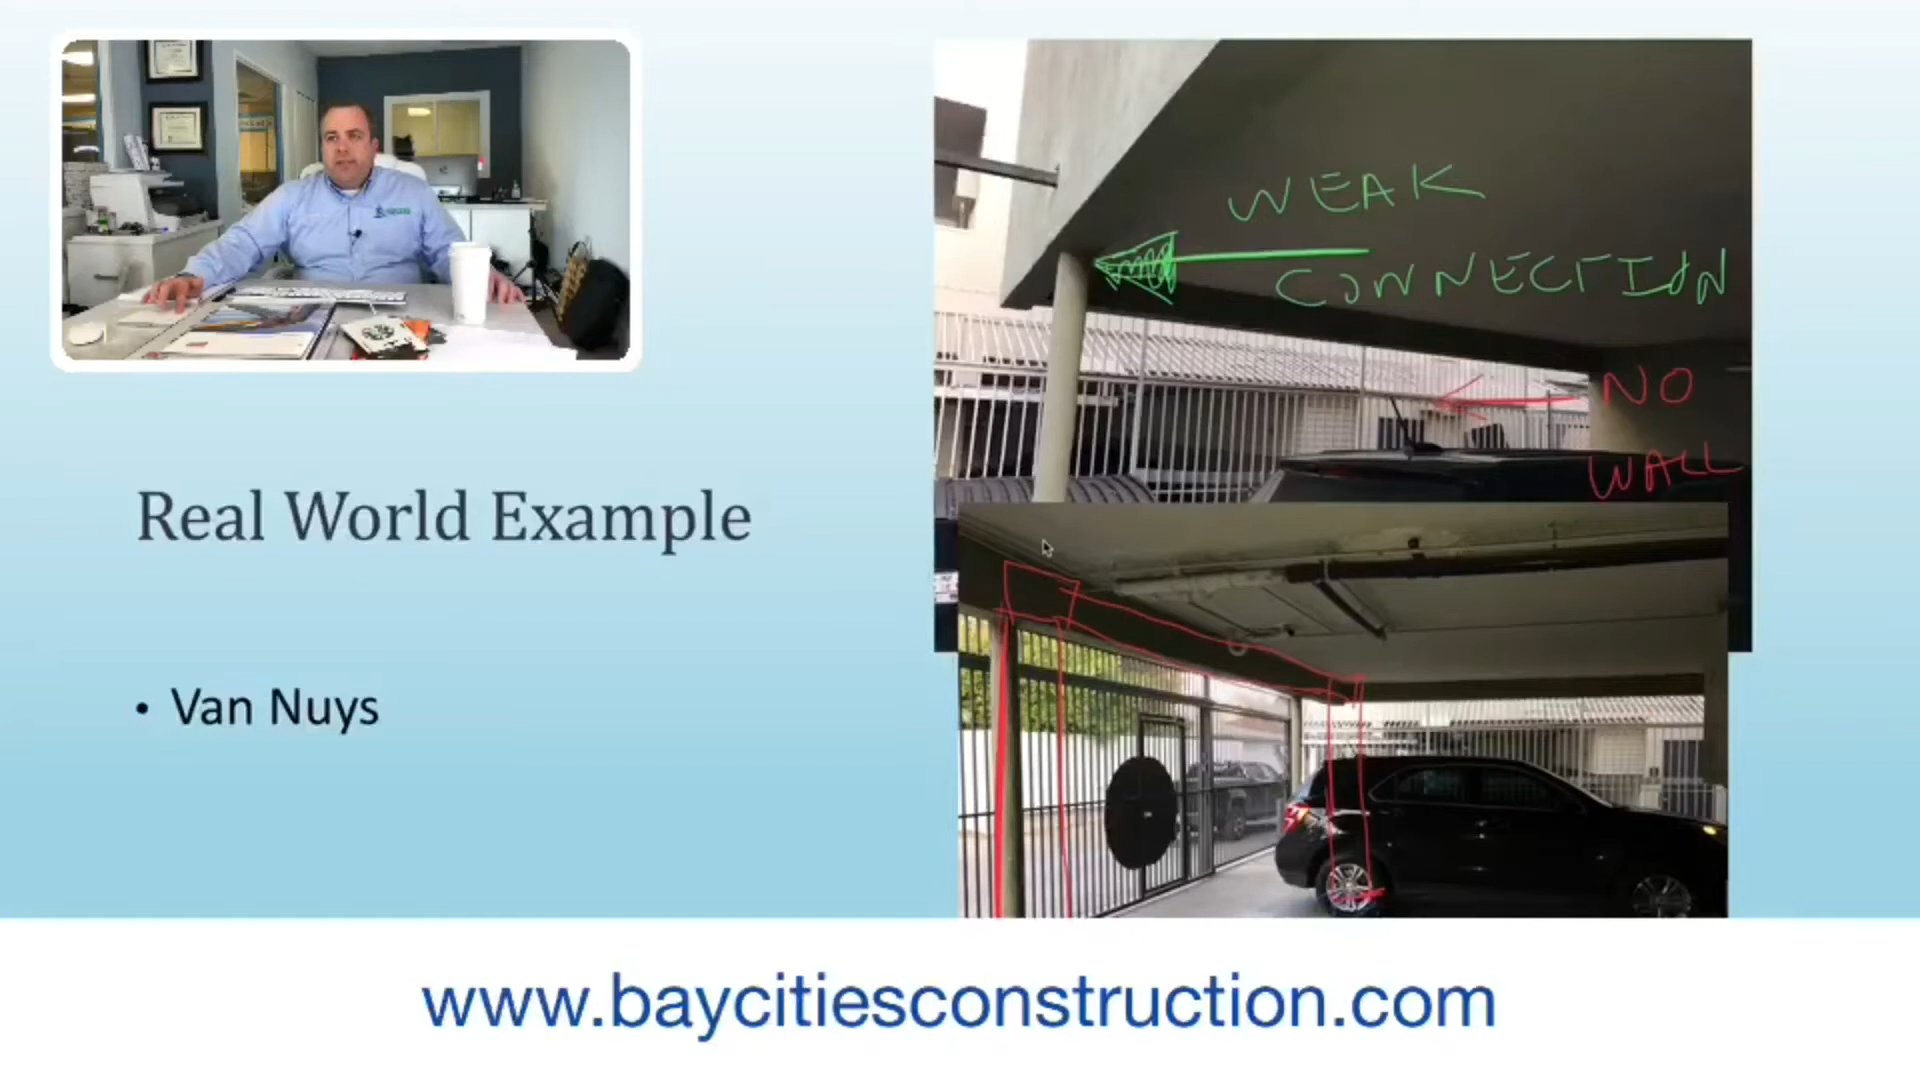 WEAK
CONNECTION
NO
WALL
Real World Example
• Van Nuys
www.baycitiesconstruction.com